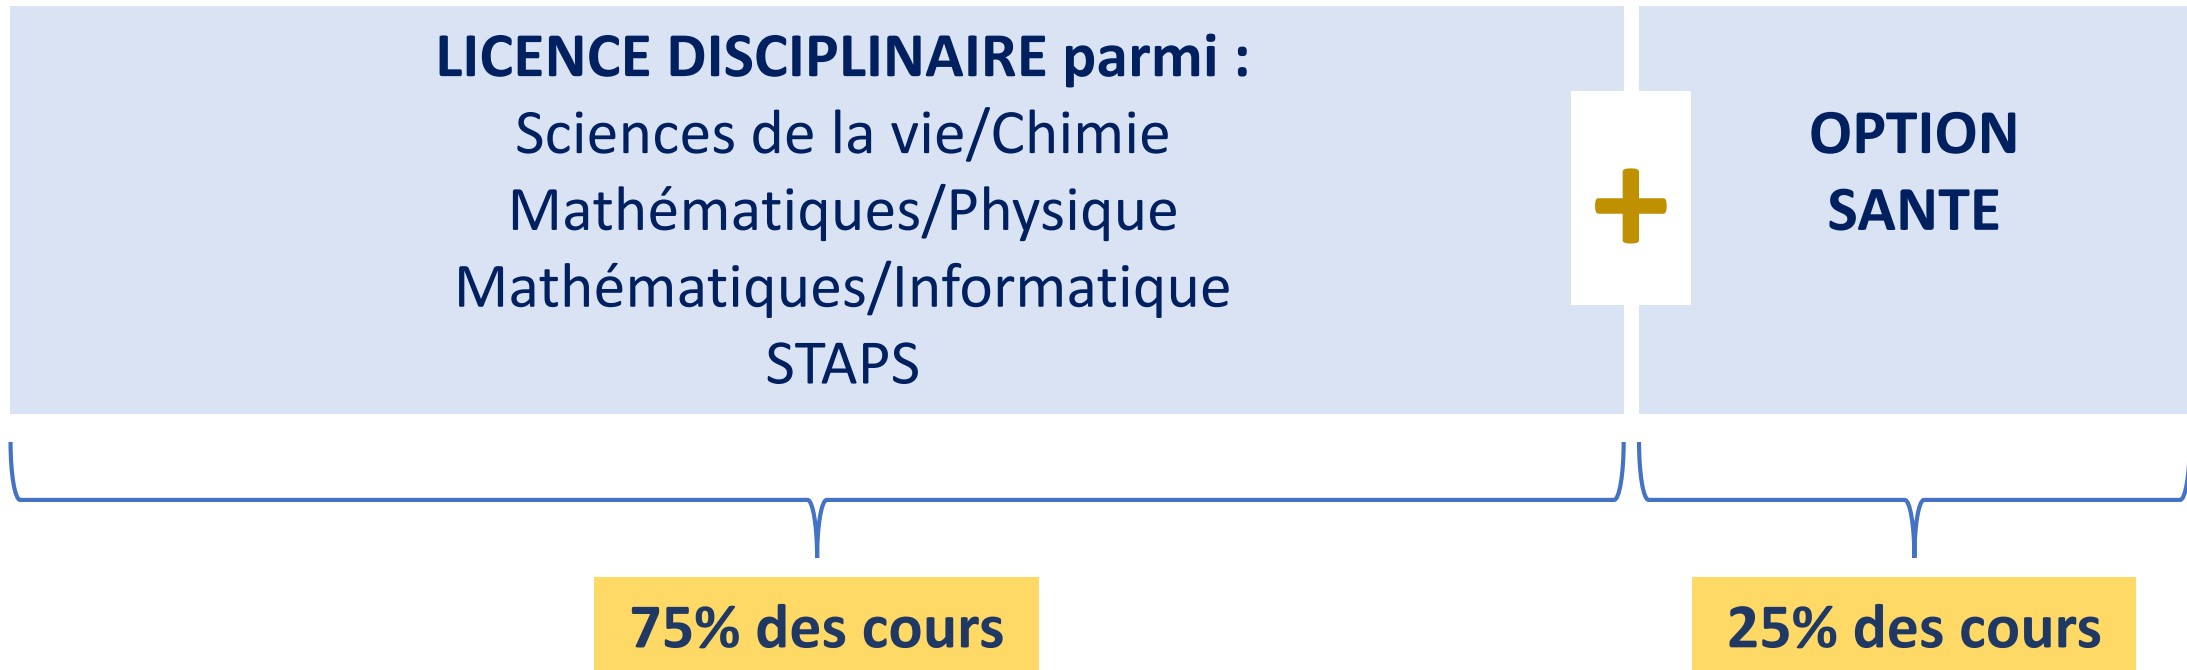 LICENCE DISCIPLINAIRE parmi :
Sciences de la vie/Chimie
Mathématiques/Physique
Mathématiques/Informatique
STAPS
+
OPTION
SANTE
75% des cours
25% des cours